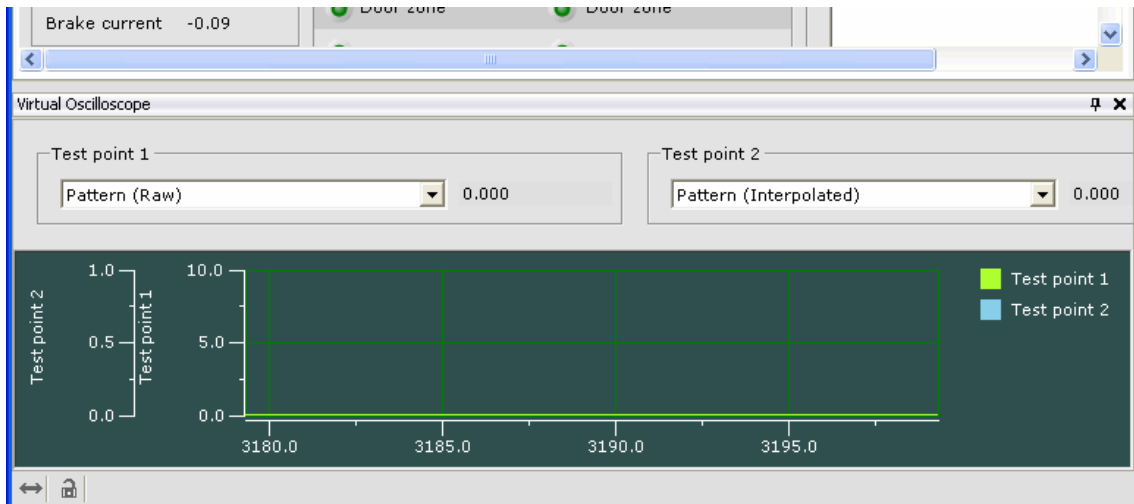 Door zone Door zone
Brake current -0.09
Virtual Oscilloscope
Test point 1 Test point 2
Pattern (Raw) 0.000 Pattern (Interpolated) 0.000
1.0 10.0
Test point 1
Test point 2
Test point 2
Test point 1
0.5 5.0
0.0 0.0
3180.0 3185.0 3190.0 3195.0